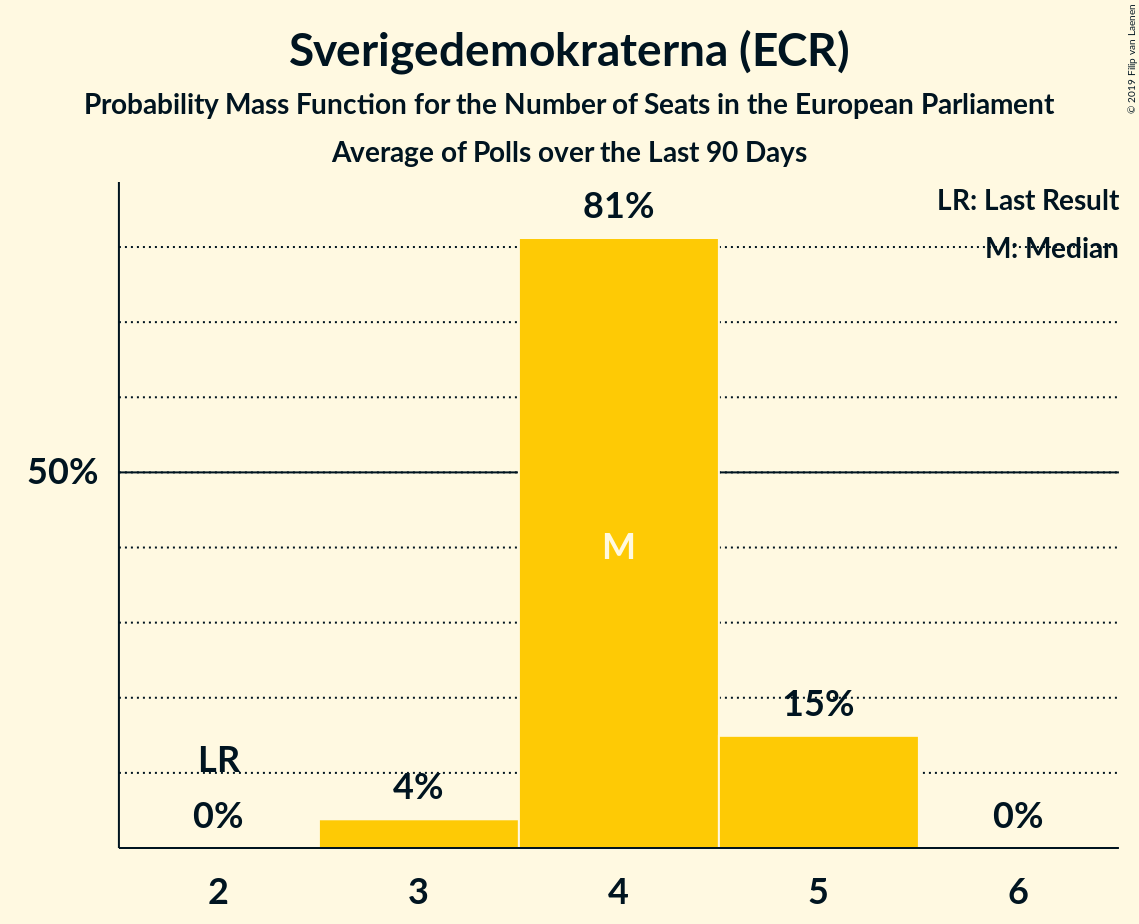 Sverigedemokraterna (ECR)
Probability Mass Function for the Number of Seats in the European Parliament
Average of Polls over the Last 90 Days
© 2019 Filip van Laenen
LR: Last Result
M: Median
81%
50%
M
15%
LR
4%
0%
0%
2 3 4 5 6